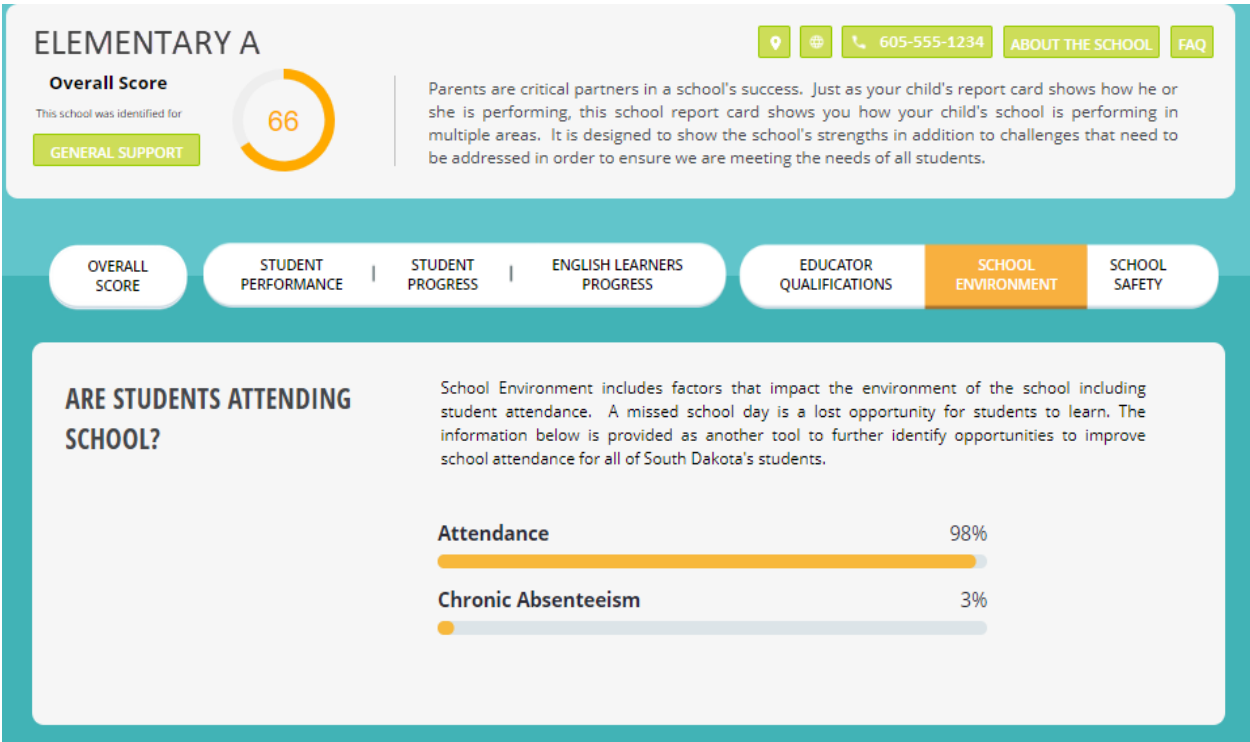 ELEMENTARY A
605-555-1234
ABOUT THE SCHOOL
FAQ
Overall Score
This school was identified for
GENERAL SUPPORT
66
Parents are critical partners in a school's success. Just as your child's report card shows how he or
she is performing, this school report card shows you how your child's school is performing in
multiple areas. It is designed to show the school's strengths in addition to challenges that need to
be addressed in order to ensure we are meeting the needs of all students.
OVERALL
SCORE
STUDENT
PERFORMANCE
STUDENT
PROGRESS
ENGLISH LEARNERS
PROGRESS
EDUCATOR
QUALIFICATIONS
SCHOOL
ENVIRONMENT
SCHOOL
SAFETY
ARE STUDENTS ATTENDING
SCHOOL?
School Environment includes factors that impact the environment of the school including
student attendance. A missed school day is a lost opportunity for students to learn. The
information below is provided as another tool to further identify opportunities to improve
school attendance for all of South Dakota's students.
Attendance 98%
Chronic Absenteeism 3%